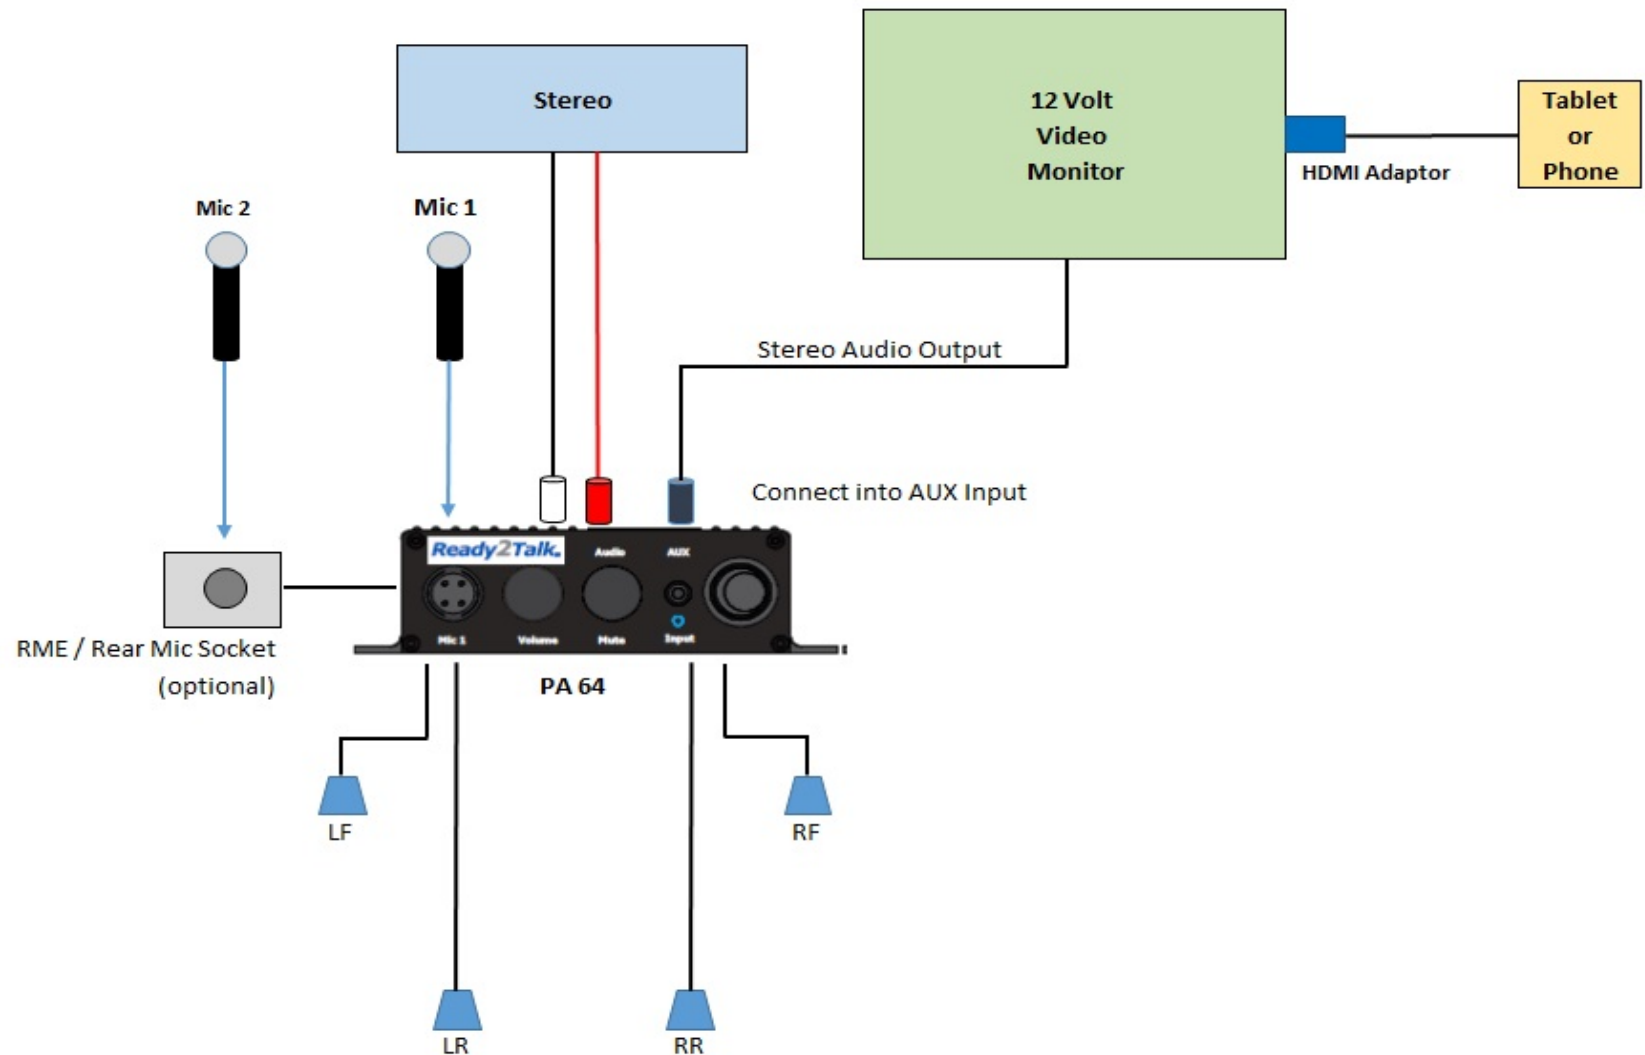 Stereo
12 Volt
Video
Monitor
Tablet
or
Phone
HDMI Adaptor
Mic 2
Mic 1
Stereo Audio Output
Connect into AUX Input
Ready2Talk.
Audio
AUX
Mic 1
Volume
Mute
Input
RME / Rear Mic Socket
(optional)
PA 64
LF
RF
LR
RR